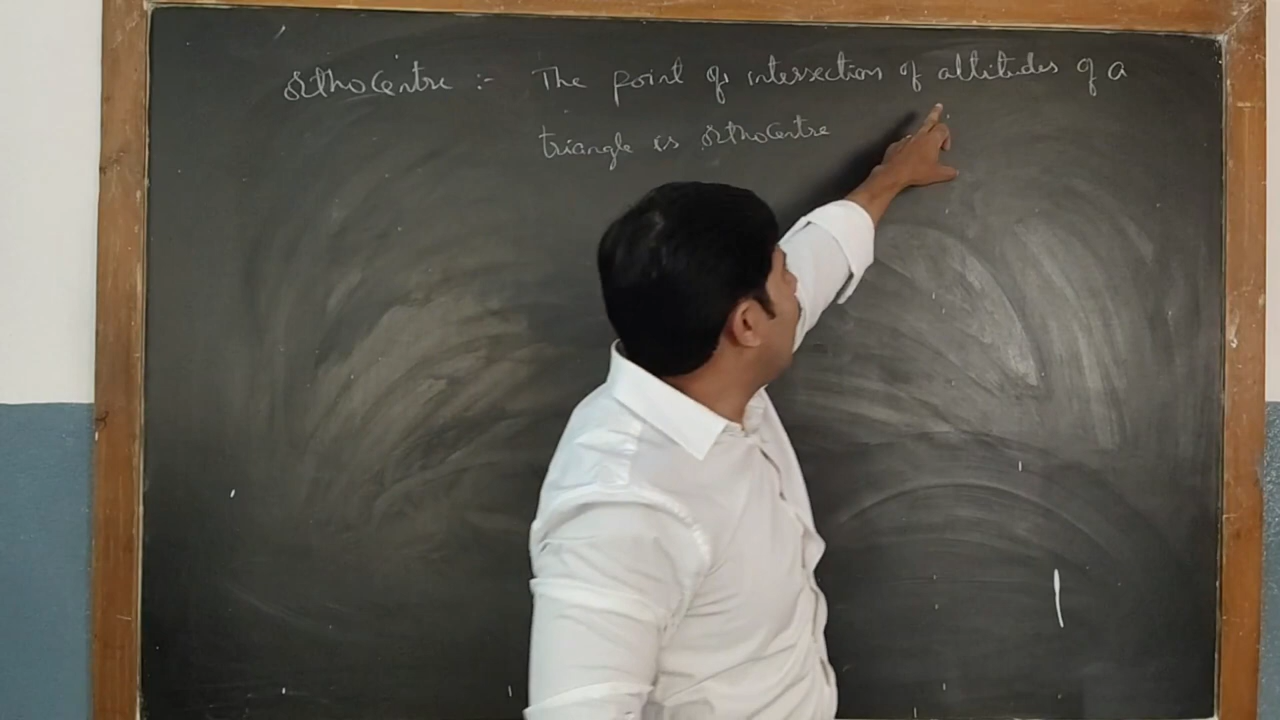 Orthocentre :- The point of intersection of altitudes of a
triangle is Orthocentre